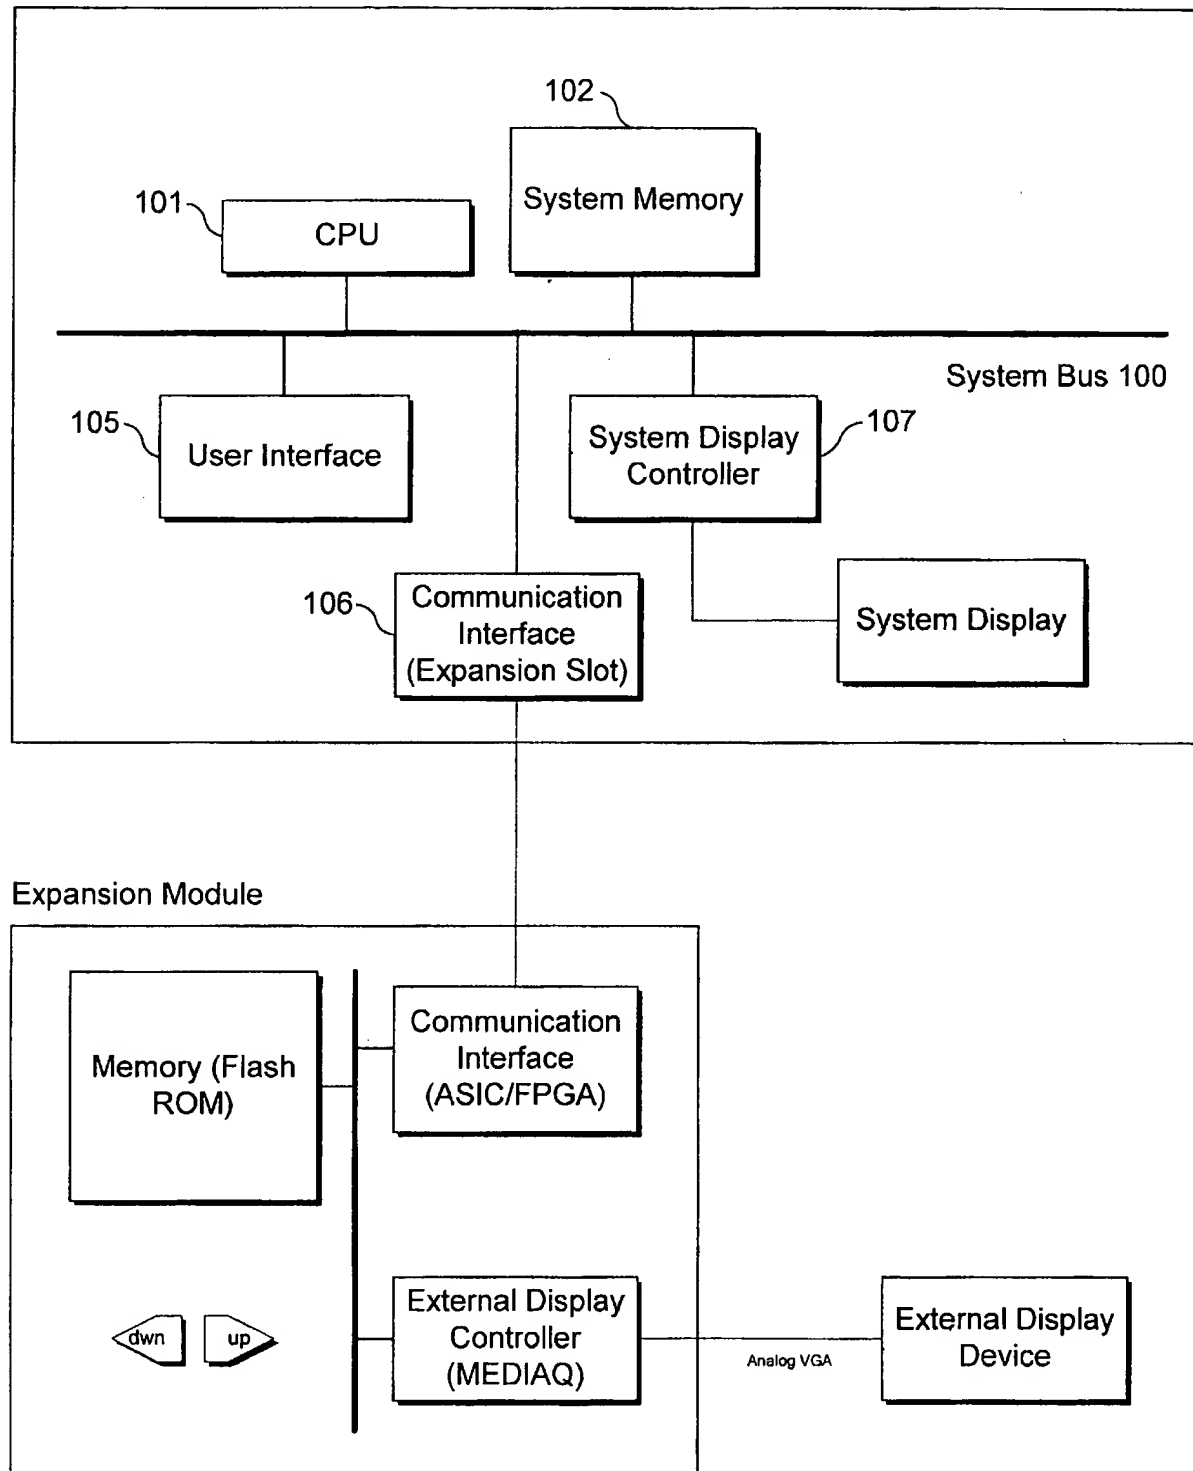 102
System Memory
101
CPU
System Bus 100
105
User Interface
System Display
Controller
107
106
Communication
Interface
(Expansion Slot)
System Display
Expansion Module
Memory (Flash
ROM)
Communication
Interface
(ASIC/FPGA)
dwn
up
External Display
Controller
(MEDIAQ)
Analog VGA
External Display
Device